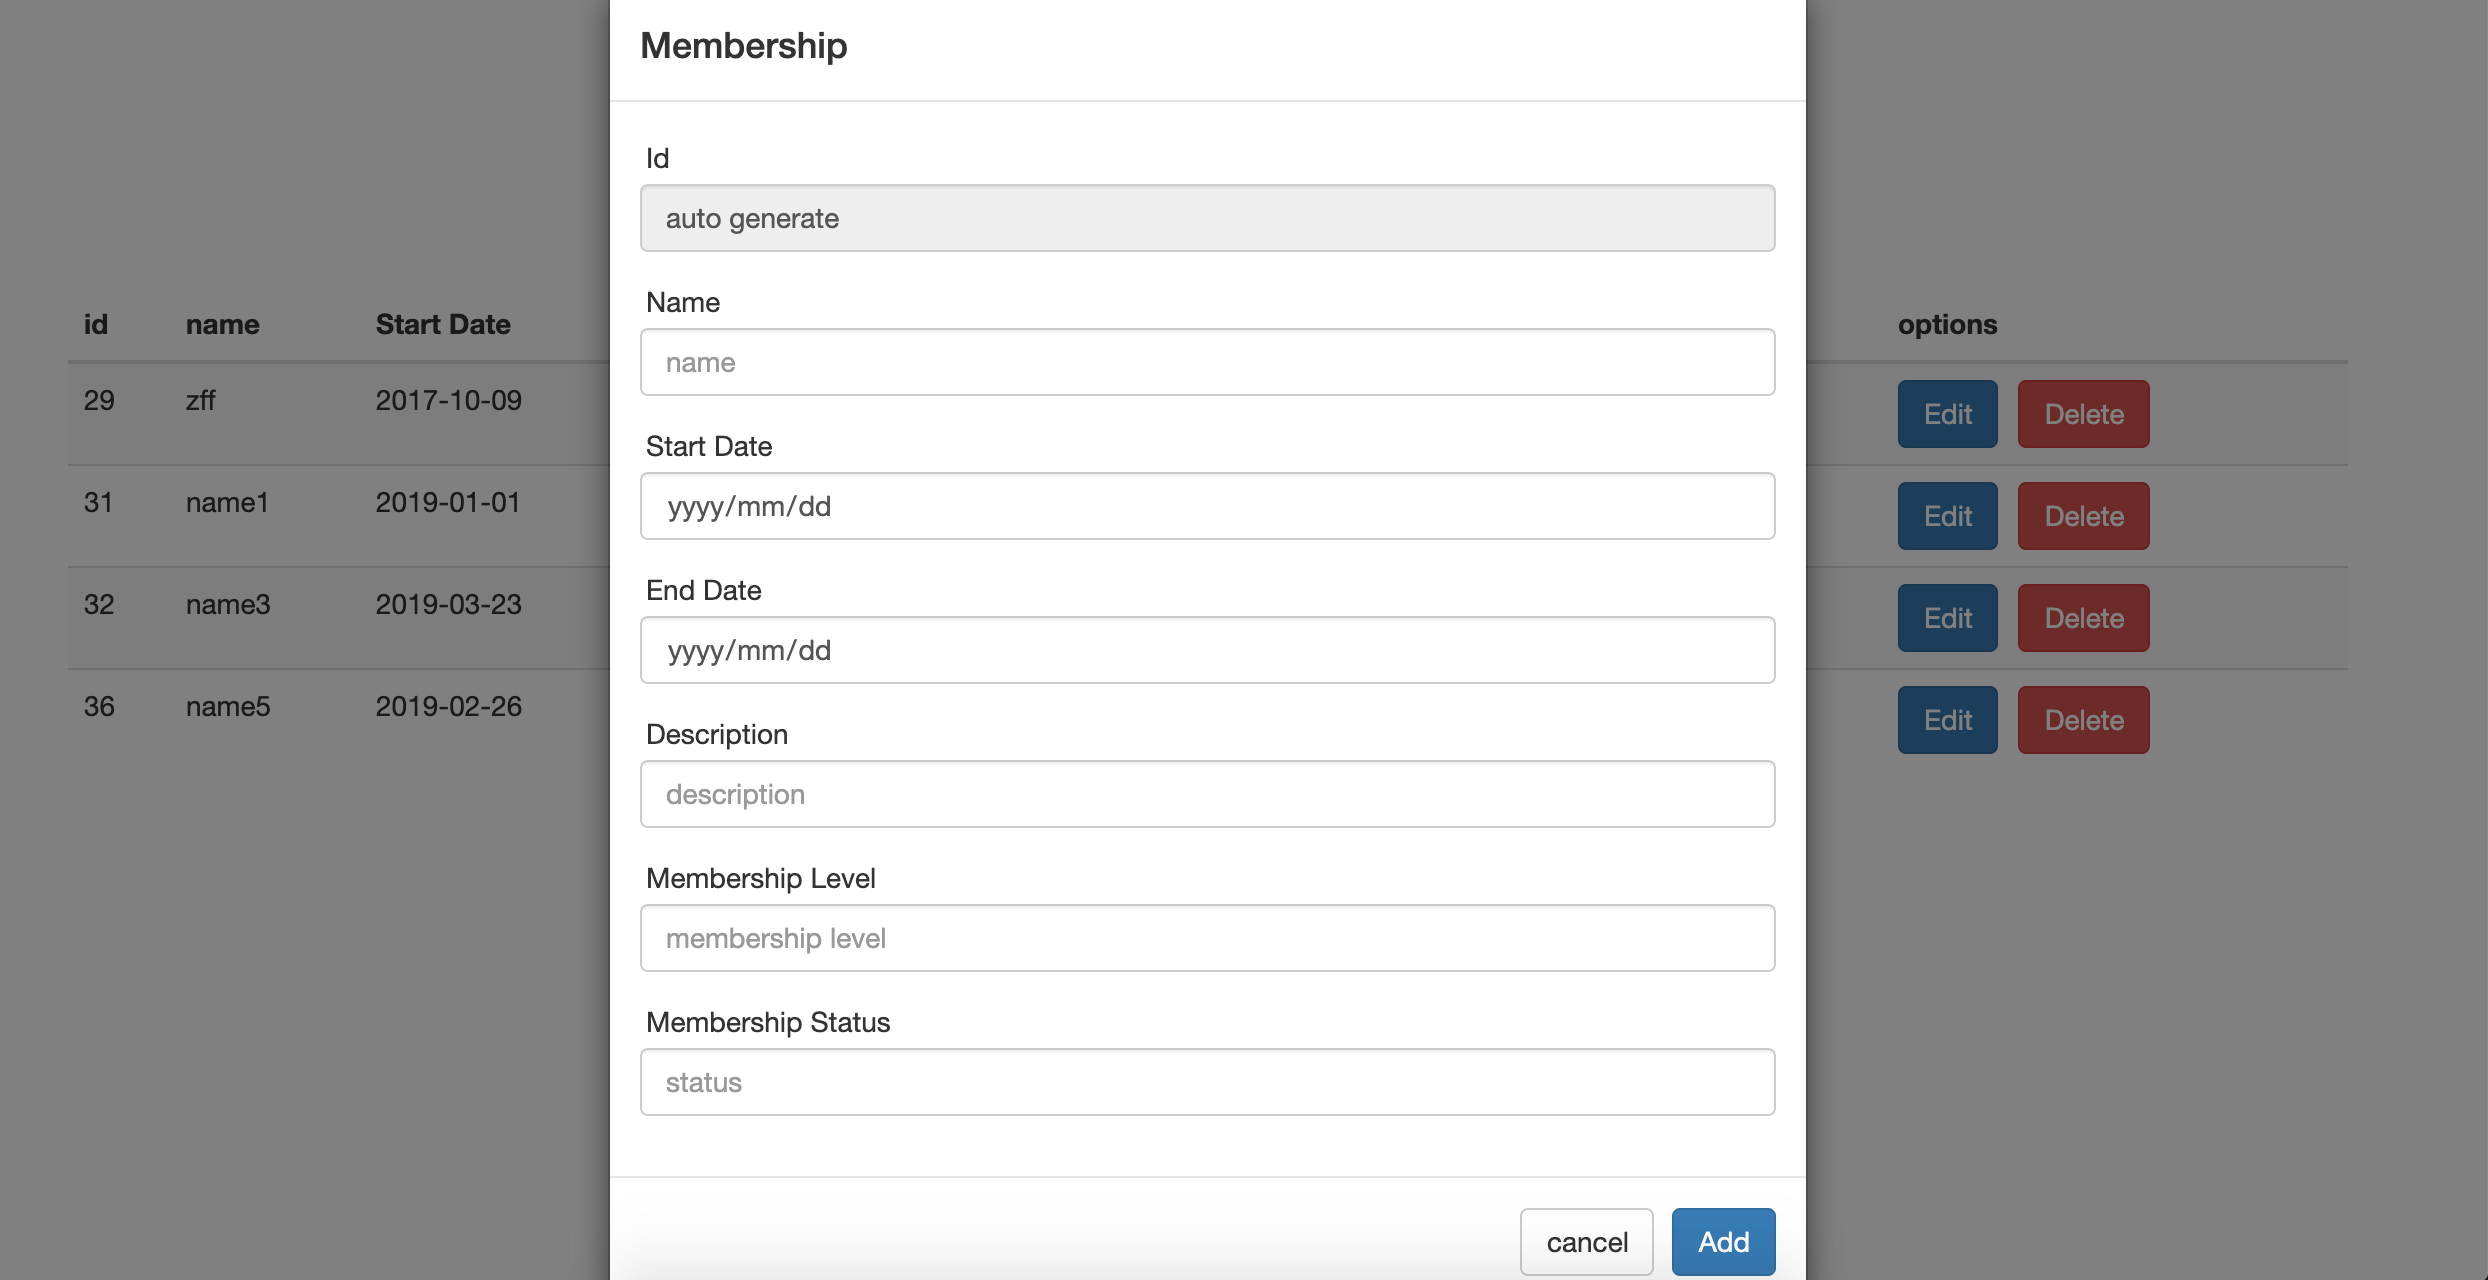 Membership
Id
auto generate
Name
name
Start Date
yyyy/mm/dd
End Date
yyyy/mm/dd
Description
description
Membership Level
membership level
Membership Status
status
cancel Add
id name Start Date options
29 zff 2017-10-09 Edit Delete
31 name1 2019-01-01 Edit Delete
32 name3 2019-03-23 Edit Delete
36 name5 2019-02-26 Edit Delete